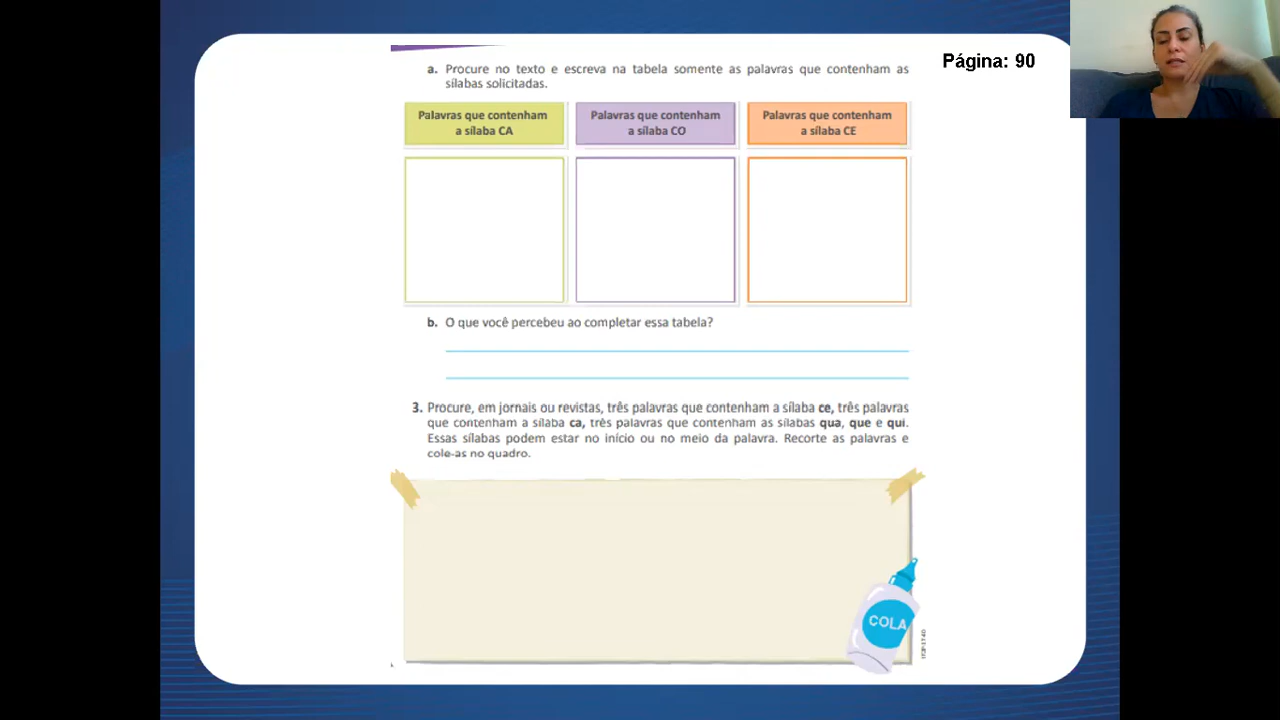 Página: 90
a. Procure no texto e escreva na tabela somente as palavras que contenham as
sílabas solicitadas.
Palavras que contenham
a sílaba CA
Palavras que contenham
a sílaba CO
Palavras que contenham
a sílaba CE
b. O que você percebeu ao completar essa tabela?
3. Procure, em jornais ou revistas, três palavras que contenham a sílaba ce, três palavras
que contenham a sílaba ca, três palavras que contenham as sílabas qua, que e qui.
Essas sílabas podem estar no início ou no meio da palavra. Recorte as palavras e
cole-as no quadro.
COLA